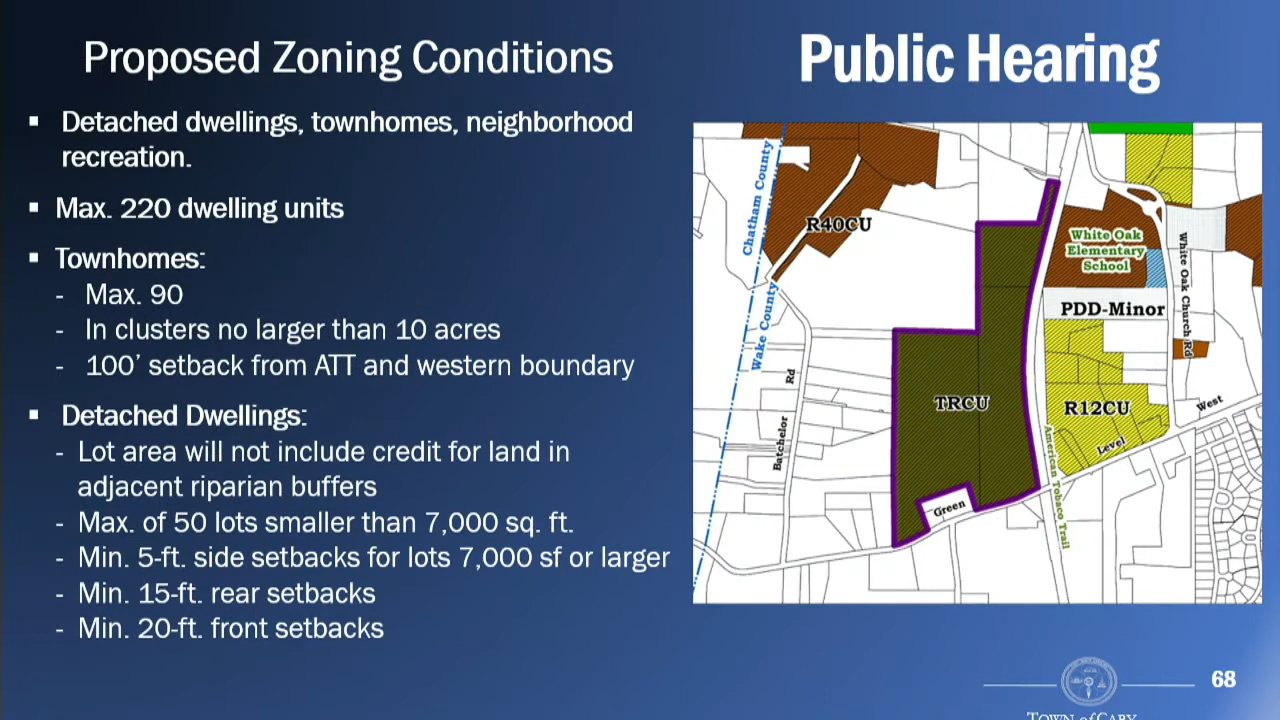 Proposed Zoning Conditions
Public Hearing
▪ Detached dwellings, townhomes, neighborhood
recreation.
▪ Max. 220 dwelling units
▪ Townhomes:
- Max. 90
- In clusters no larger than 10 acres
- 100’ setback from ATT and western boundary
▪ Detached Dwellings:
- Lot area will not include credit for land in
adjacent riparian buffers
- Max. of 50 lots smaller than 7,000 sq. ft.
- Min. 5-ft. side setbacks for lots 7,000 sf or larger
- Min. 15-ft. rear setbacks
- Min. 20-ft. front setbacks
Chatham County
Wake County
R40CU
White Oak
Elementary
School
White Oak Church Rd
PDD-Minor
Batchelor Rd
TRCU
R12CU
Green
Level
West
American Tobacco Trail
68
TOWN of CARY